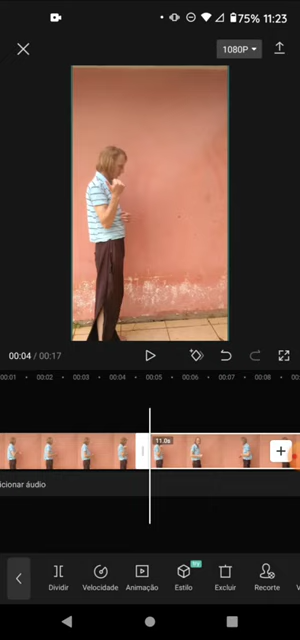 75% 11:23
1080P
00:04 / 00:17
00:01 00:02 00:03 00:04 00:05 00:06 00:07 00:08
11.0s
icionar áudio
Try
Dividir Velocidade Animação Estilo Excluir Recorte